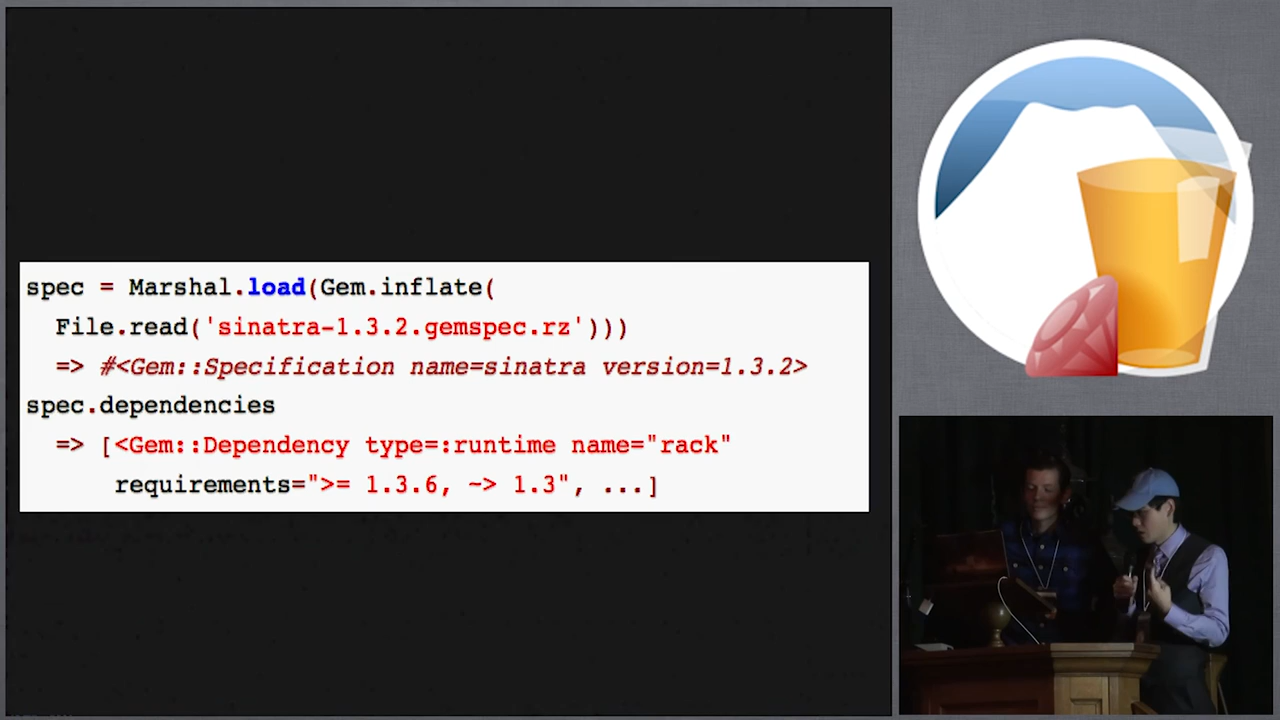 spec = Marshal.load(Gem.inflate(
File.read('sinatra-1.3.2.gemspec.rz')))
=> #<Gem::Specification name=sinatra version=1.3.2>
spec.dependencies
=> [<Gem::Dependency type=:runtime name="rack"
requirements=">= 1.3.6, ~> 1.3", ...]